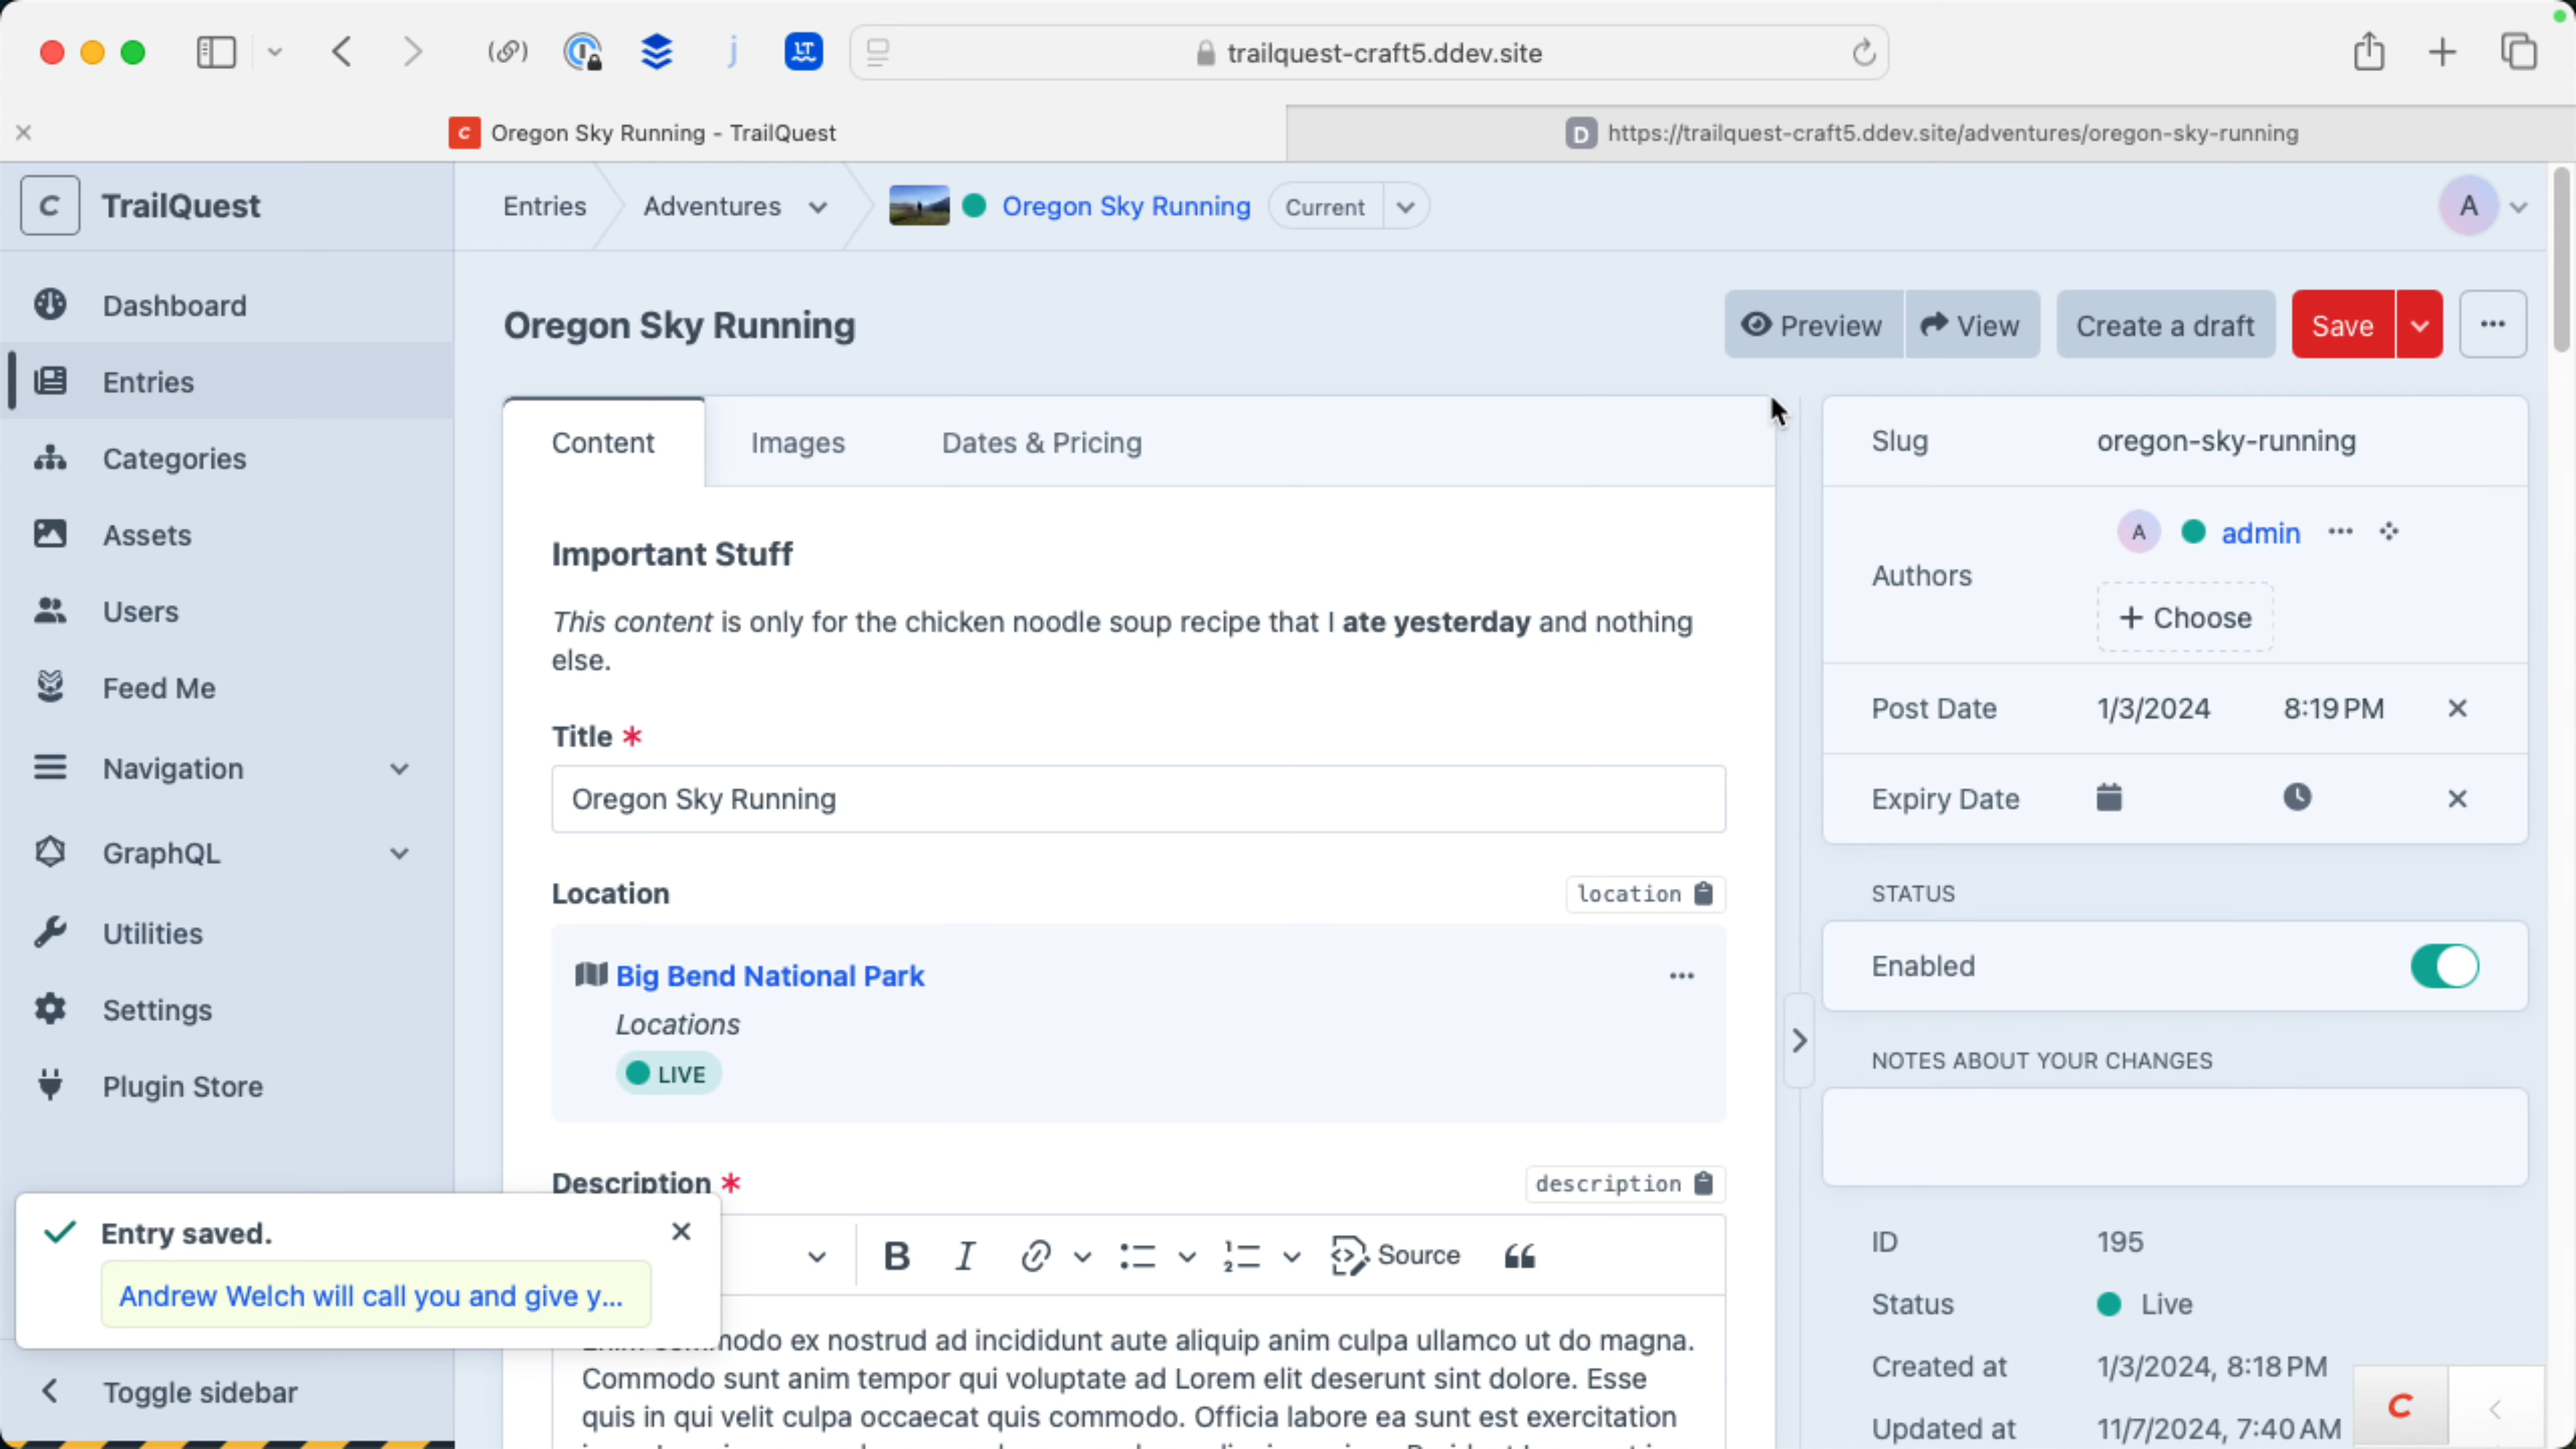 trailquest-craft5.ddev.site
Oregon Sky Running - TrailQuest
https://trailquest-craft5.ddev.site/adventures/oregon-sky-running
TrailQuest
Entries
Adventures
Oregon Sky Running
Current
A
Dashboard
Entries
Categories
Assets
Users
Feed Me
Navigation
GraphQL
Utilities
Settings
Plugin Store
Oregon Sky Running
Preview
View
Create a draft
Save
Content
Images
Dates & Pricing
Important Stuff
This content is only for the chicken noodle soup recipe that I ate yesterday and nothing
else.
Title *
Oregon Sky Running
Location
location
Big Bend National Park
Locations
LIVE
Description *
description
B I Source
modo ex nostrud ad incididunt aute aliquip anim culpa ullamco ut do magna.
Commodo sunt anim tempor qui voluptate ad Lorem elit deserunt sint dolore. Esse
quis in qui velit culpa occaecat quis commodo. Officia labore ea sunt est exercitation
Slug oregon-sky-running
Authors
A admin
+ Choose
Post Date 1/3/2024 8:19 PM
Expiry Date
STATUS
Enabled
NOTES ABOUT YOUR CHANGES
ID 195
Status Live
Created at 1/3/2024, 8:18 PM
Updated at 11/7/2024, 7:40 AM
Entry saved.
Andrew Welch will call you and give y...
Toggle sidebar